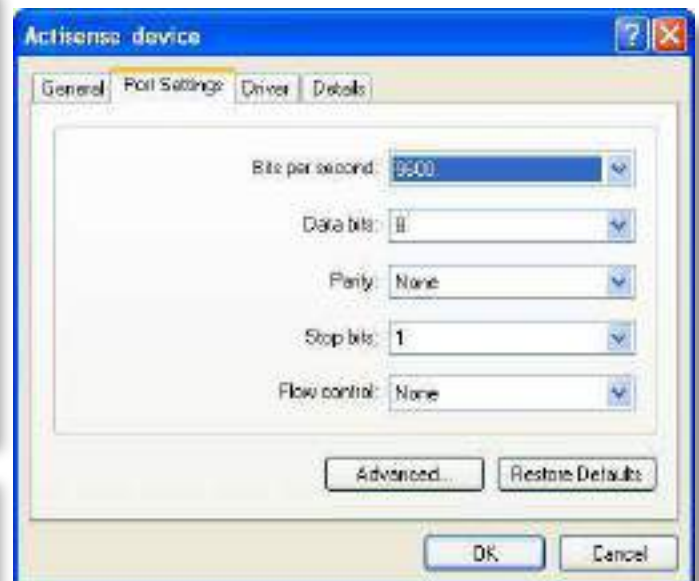 Actisense device
General Port Settings Driver Details
Bits per second: 9600
Data bits: 8
Parity: None
Stop bits: 1
Flow control: None
Advanced... Restore Defaults
OK Cancel